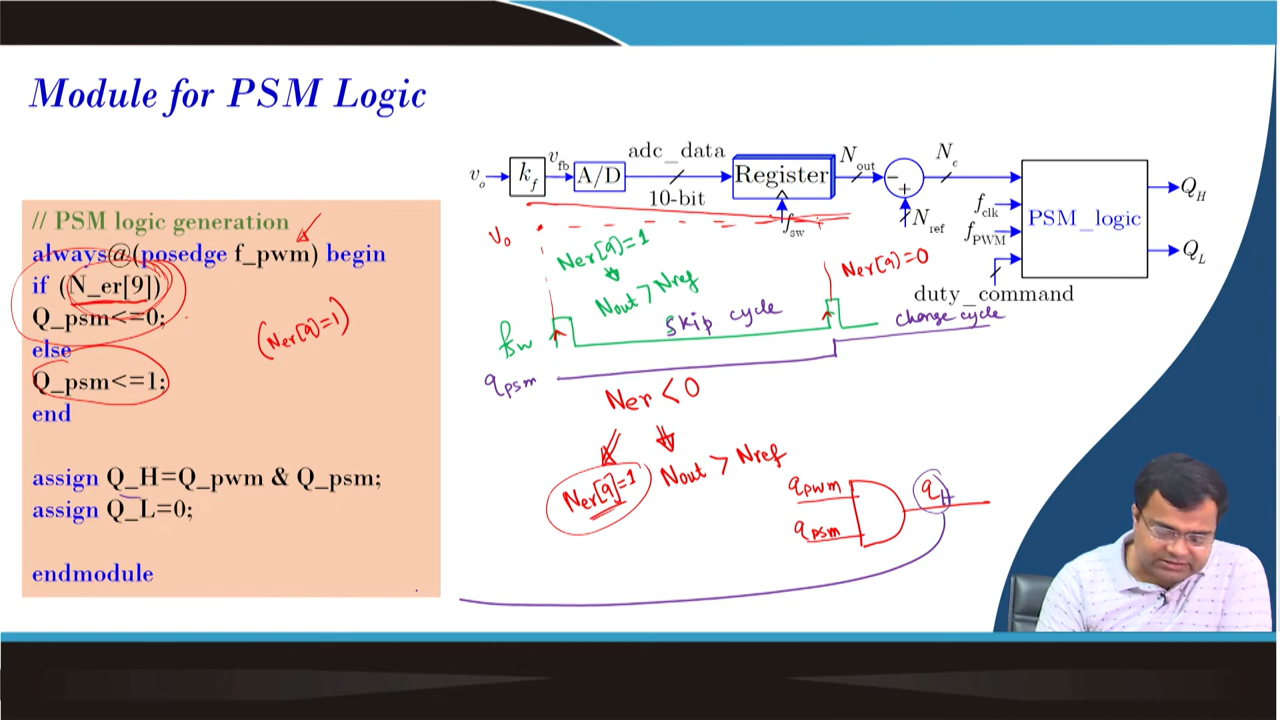 Module for PSM Logic
// PSM logic generation
always@(posedge f_pwm) begin
if (N_er[9])
Q_psm<=0;
else
Q_psm<=1;
end
assign Q_H=Q_pwm & Q_psm;
assign Q_L=0;
endmodule
(Ner[9]=1)
v_o
k_f
v_fb
A/D
adc_data
10-bit
Register
f_sw
N_out
−
+
N_ref
N_e
f_clk
f_PWM
duty_command
PSM_logic
Q_H
Q_L
V_o
Ner[9]=1
Nout > Nref
Ner[9]=0
f_sw
Skip cycle
change cycle
q_psm
Ner < 0
Ner[9]=1
Nout > Nref
q_pwm
q_psm
q_H